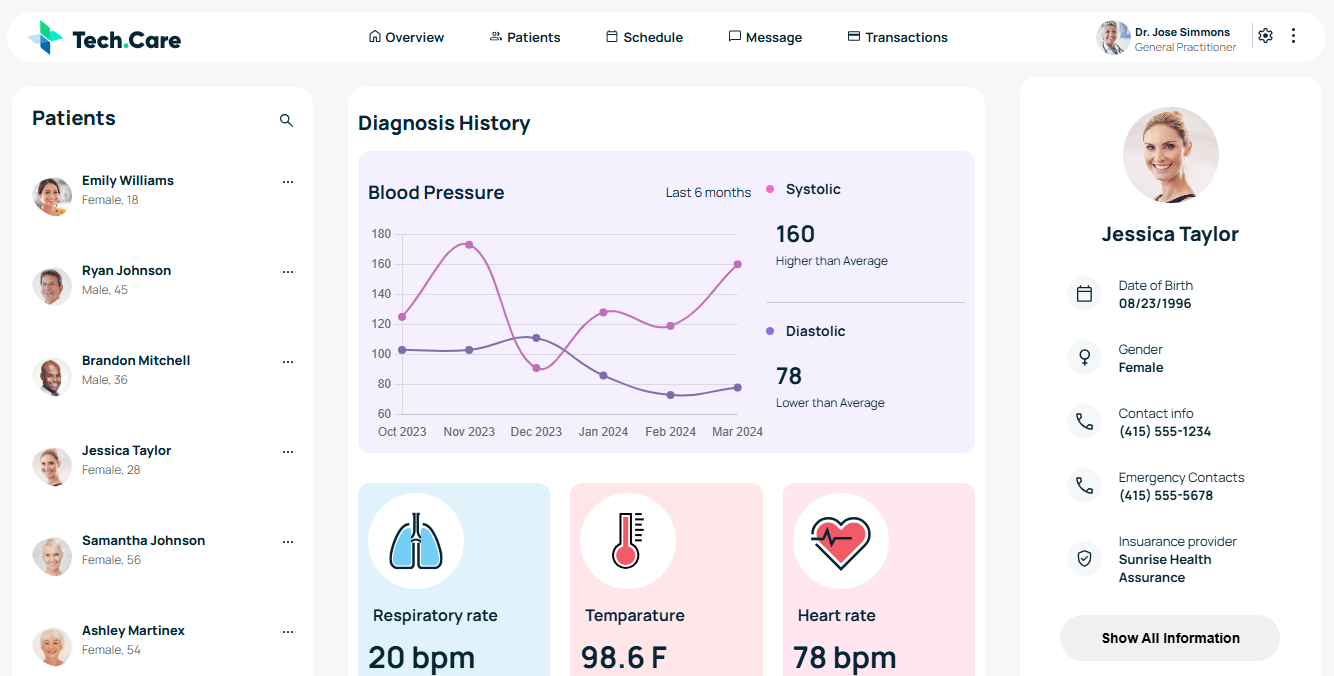 Tech.Care
Overview
Patients
Schedule
Message
Transactions
Dr. Jose Simmons
General Practitioner
Patients
Emily Williams
Female, 18
Ryan Johnson
Male, 45
Brandon Mitchell
Male, 36
Jessica Taylor
Female, 28
Samantha Johnson
Female, 56
Ashley Martinex
Female, 54
Diagnosis History
Blood Pressure
Last 6 months
180
160
140
120
100
80
60
Oct 2023
Nov 2023
Dec 2023
Jan 2024
Feb 2024
Mar 2024
Systolic
160
Higher than Average
Diastolic
78
Lower than Average
Respiratory rate
20 bpm
Temparature
98.6 F
Heart rate
78 bpm
Jessica Taylor
Date of Birth
08/23/1996
Gender
Female
Contact info
(415) 555-1234
Emergency Contacts
(415) 555-5678
Insuarance provider
Sunrise Health
Assurance
Show All Information